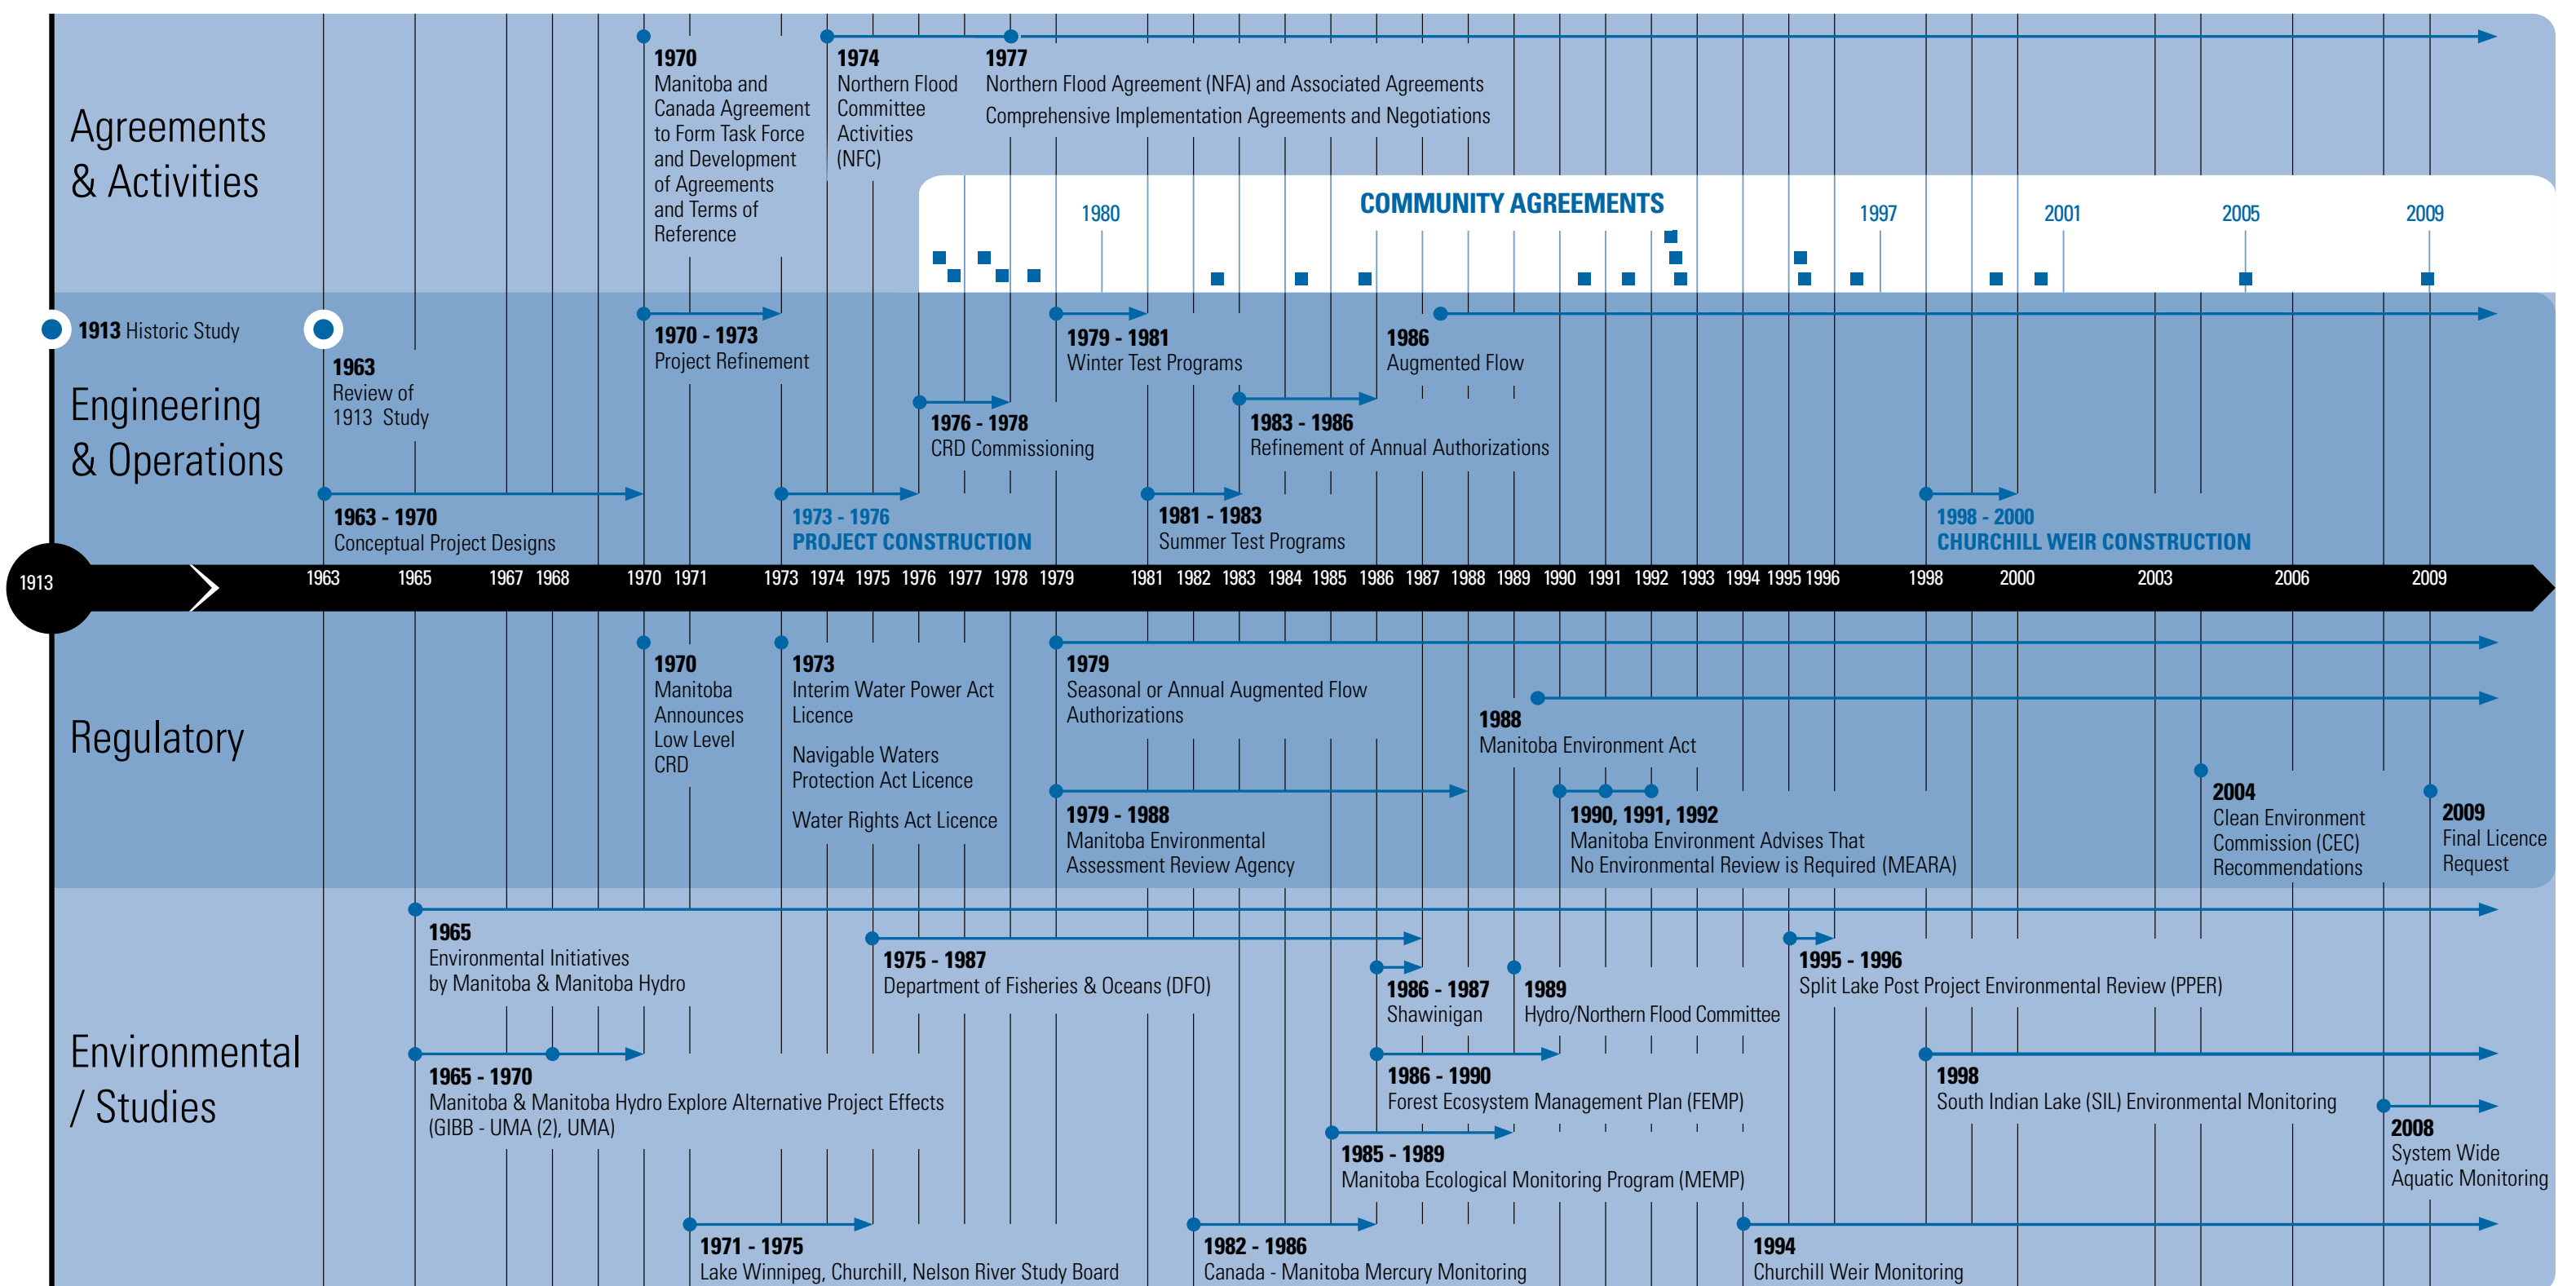 Agreements
& Activities
1970
Manitoba and
Canada Agreement
to Form Task Force
and Development
of Agreements
and Terms of
Reference
1974
Northern Flood
Committee
Activities
(NFC)
1977
Northern Flood Agreement (NFA) and Associated Agreements
Comprehensive Implementation Agreements and Negotiations
COMMUNITY AGREEMENTS
1980
1997
2001
2005
2009
1913 Historic Study
Engineering
& Operations
1963
Review of
1913 Study
1970 - 1973
Project Refinement
1979 - 1981
Winter Test Programs
1986
Augmented Flow
1976 - 1978
CRD Commissioning
1983 - 1986
Refinement of Annual Authorizations
1963 - 1970
Conceptual Project Designs
1973 - 1976
PROJECT CONSTRUCTION
1981 - 1983
Summer Test Programs
1998 - 2000
CHURCHILL WEIR CONSTRUCTION
1913 1963 1965 1967 1968 1970 1971 1973 1974 1975 1976 1977 1978 1979 1981 1982 1983 1984 1985 1986 1987 1988 1989 1990 1991 1992 1993 1994 1995 1996 1998 2000 2003 2006 2009
Regulatory
1970
Manitoba
Announces
Low Level
CRD
1973
Interim Water Power Act
Licence
Navigable Waters
Protection Act Licence
Water Rights Act Licence
1979
Seasonal or Annual Augmented Flow
Authorizations
1988
Manitoba Environment Act
1979 - 1988
Manitoba Environmental
Assessment Review Agency
1990, 1991, 1992
Manitoba Environment Advises That
No Environmental Review is Required (MEARA)
2004
Clean Environment
Commission (CEC)
Recommendations
2009
Final Licence
Request
Environmental
/ Studies
1965
Environmental Initiatives
by Manitoba & Manitoba Hydro
1975 - 1987
Department of Fisheries & Oceans (DFO)
1986 - 1987
Shawinigan
1989
Hydro/Northern Flood Committee
1995 - 1996
Split Lake Post Project Environmental Review (PPER)
1965 - 1970
Manitoba & Manitoba Hydro Explore Alternative Project Effects
(GIBB - UMA (2), UMA)
1986 - 1990
Forest Ecosystem Management Plan (FEMP)
1998
South Indian Lake (SIL) Environmental Monitoring
2008
System Wide
Aquatic Monitoring
1985 - 1989
Manitoba Ecological Monitoring Program (MEMP)
1971 - 1975
Lake Winnipeg, Churchill, Nelson River Study Board
1982 - 1986
Canada - Manitoba Mercury Monitoring
1994
Churchill Weir Monitoring